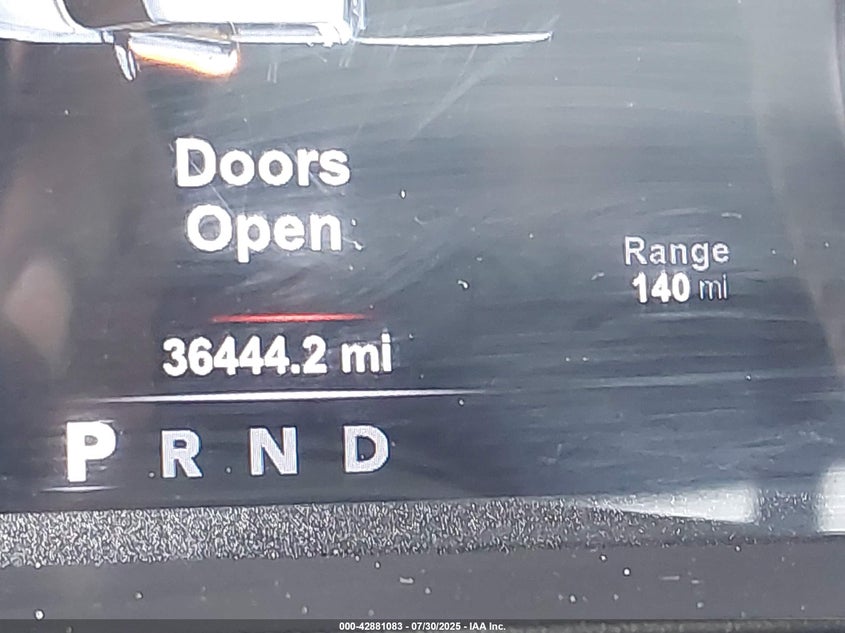 Doors
Open
Range
140 mi
36444.2 mi
P R N D
000-42881083 - 07/30/2025 - IAA Inc.